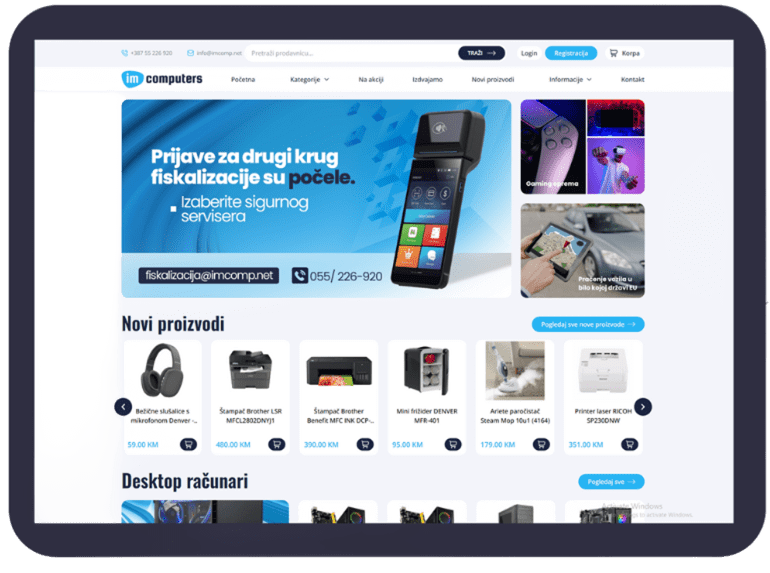 +387 55 226 920
info@imcomp.net
Pretraži prodavnicu...
TRAŽI
Login
Registracija
Korpa
im computers
Početna
Kategorije
Na akciji
Izdvajamo
Novi proizvodi
Informacije
Kontakt
Prijave za drugi krug
fiskalizacije su počele.
Izaberite sigurnog
servisera
fiskalizacija@imcomp.net
055/ 226-920
Gaming oprema
Praćenje vozila u
bilo kojoj državi EU
Novi proizvodi
Pogledaj sve nove proizvode
Bežične slušalice s
mikrofonom Denver -...
59.00 KM
Štampač Brother LSR
MFCL2802DNYJ1
480.00 KM
Štampač Brother
Benefit MFC INK DCP-...
390.00 KM
Mini frižider DENVER
MFR-401
95.00 KM
Ariete paročistač
Steam Mop 10u1 (4164)
179.00 KM
Printer laser RICOH
SP230DNW
351.00 KM
Desktop računari
Pogledaj sve
Activate Windows
to activate Windows.